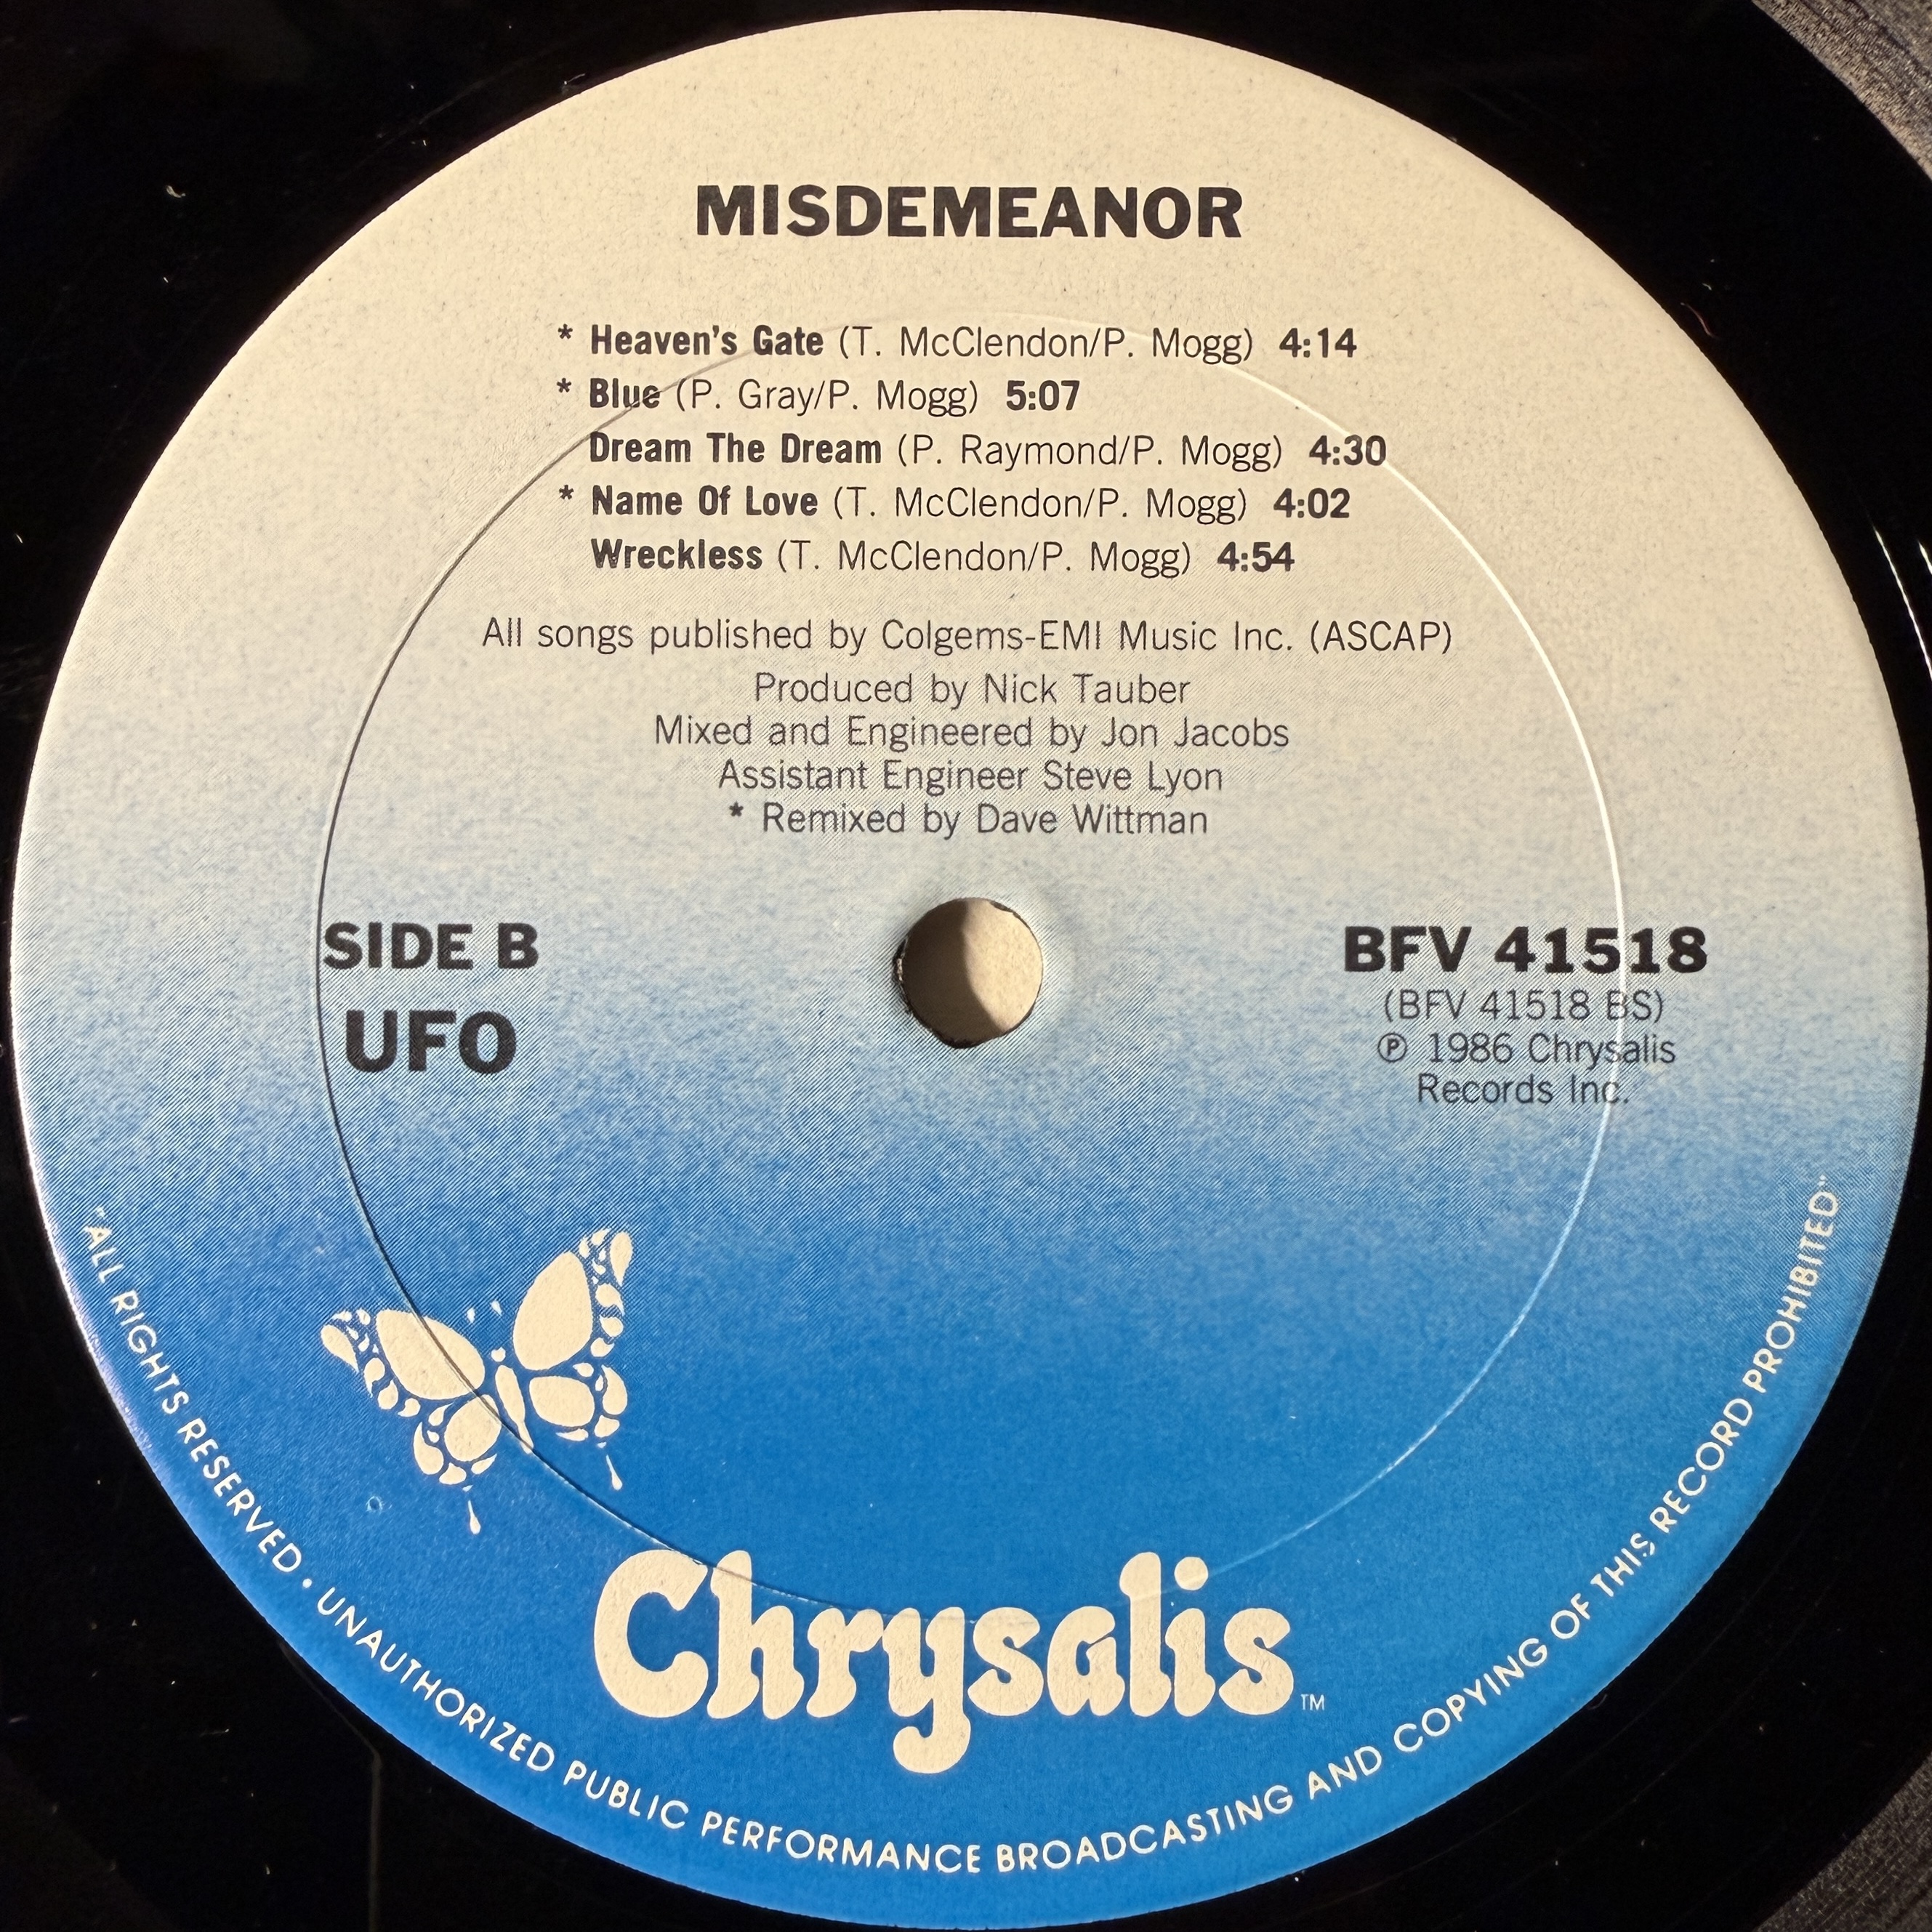 MISDEMEANOR
* Heaven's Gate (T. McClendon/P. Mogg) 4:14
* Blue (P. Gray/P. Mogg) 5:07
Dream The Dream (P. Raymond/P. Mogg) 4:30
* Name Of Love (T. McClendon/P. Mogg) 4:02
Wreckless (T. McClendon/P. Mogg) 4:54
All songs published by Colgems-EMI Music Inc. (ASCAP)
Produced by Nick Tauber
Mixed and Engineered by Jon Jacobs
Assistant Engineer Steve Lyon
* Remixed by Dave Wittman
SIDE B
UFO
BFV 41518
(BFV 41518 BS)
℗ 1986 Chrysalis
Records Inc.
Chrysalis™
"ALL RIGHTS RESERVED • UNAUTHORIZED PUBLIC PERFORMANCE BROADCASTING AND COPYING OF THIS RECORD PROHIBITED"